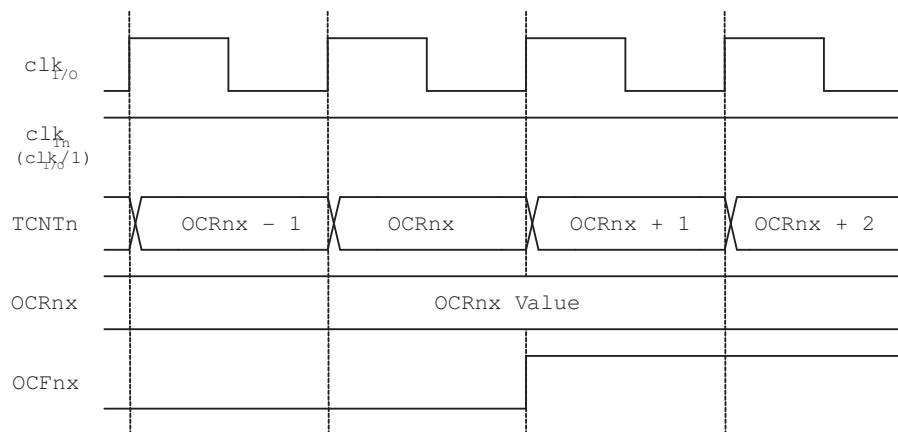 clk I/O
clk Tn
(clk I/O/1)
TCNTn OCRnx - 1 OCRnx OCRnx + 1 OCRnx + 2
OCRnx OCRnx Value
OCFnx